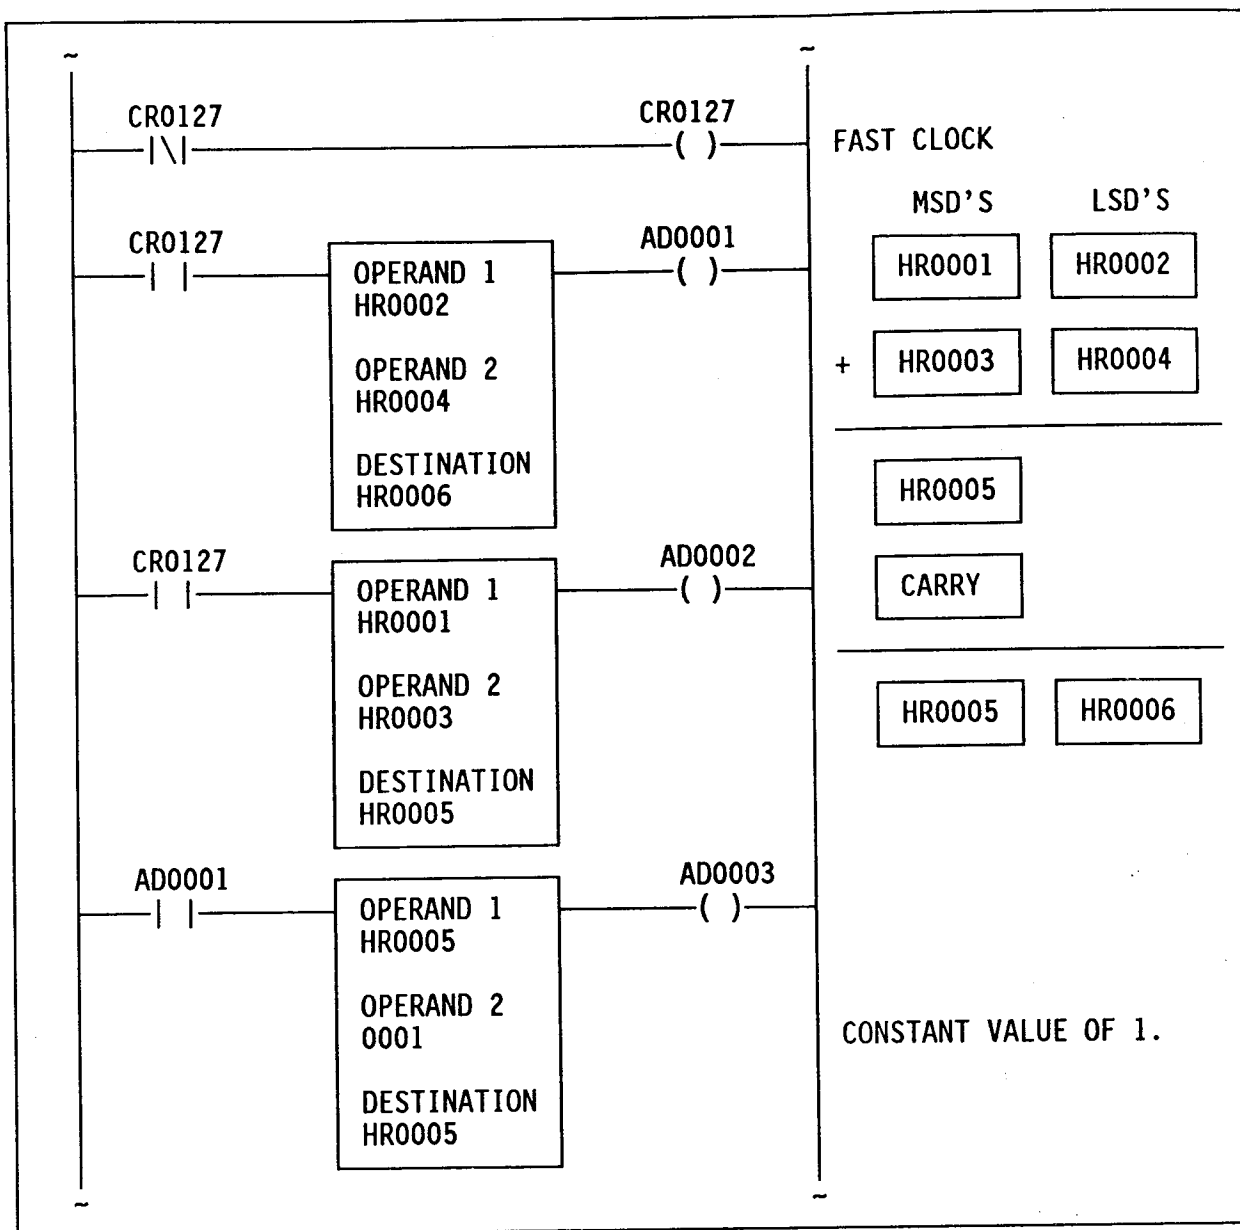 CR0127 CR0127
FAST CLOCK
MSD'S LSD'S
CR0127 AD0001
OPERAND 1
HR0002
OPERAND 2
HR0004
DESTINATION
HR0006
HR0001 HR0002
+ HR0003 HR0004
HR0005
CARRY
HR0005 HR0006
CR0127 AD0002
OPERAND 1
HR0001
OPERAND 2
HR0003
DESTINATION
HR0005
AD0001 AD0003
OPERAND 1
HR0005
OPERAND 2
0001
DESTINATION
HR0005
CONSTANT VALUE OF 1.